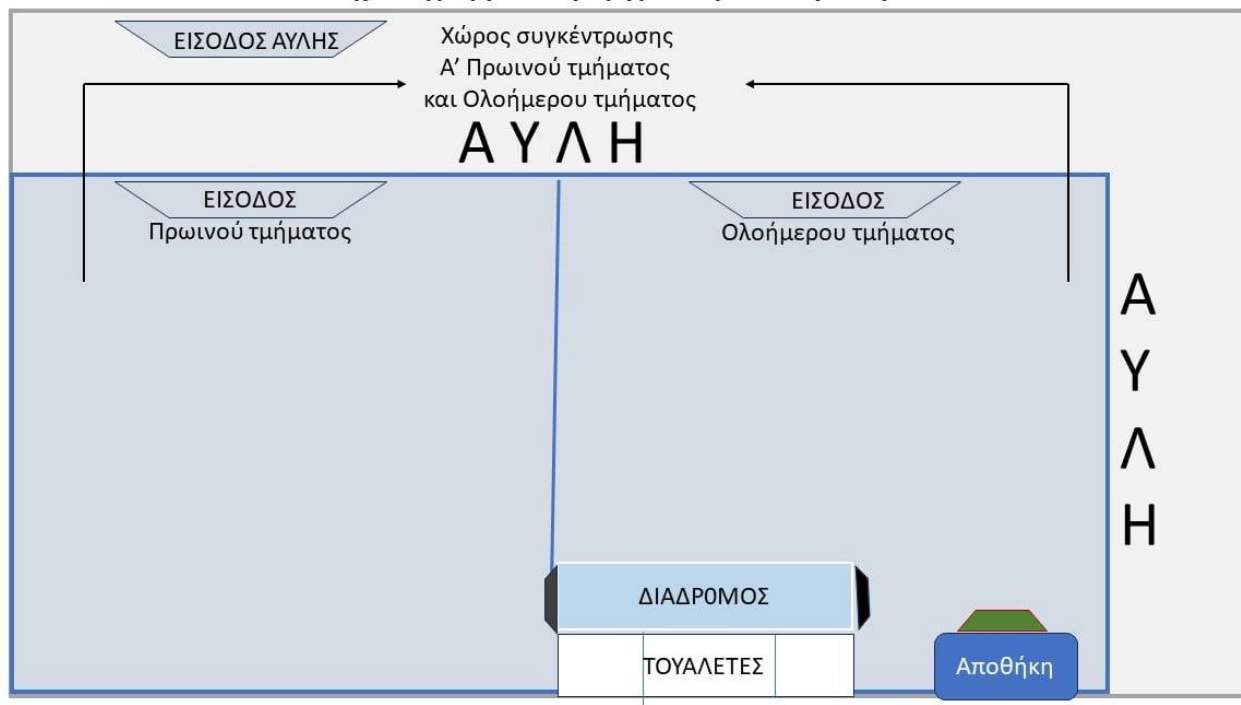 ΕΙΣΟΔΟΣ ΑΥΛΗΣ
Χώρος συγκέντρωσης
Α’ Πρωινού τμήματος
και Ολοήμερου τμήματος
Α Υ Λ Η
ΕΙΣΟΔΟΣ
Πρωινού τμήματος
ΕΙΣΟΔΟΣ
Ολοήμερου τμήματος
Α
Υ
Λ
Η
ΔΙΑΔΡ0ΜΟΣ
ΤΟΥΑΛΕΤΕΣ
Αποθήκη